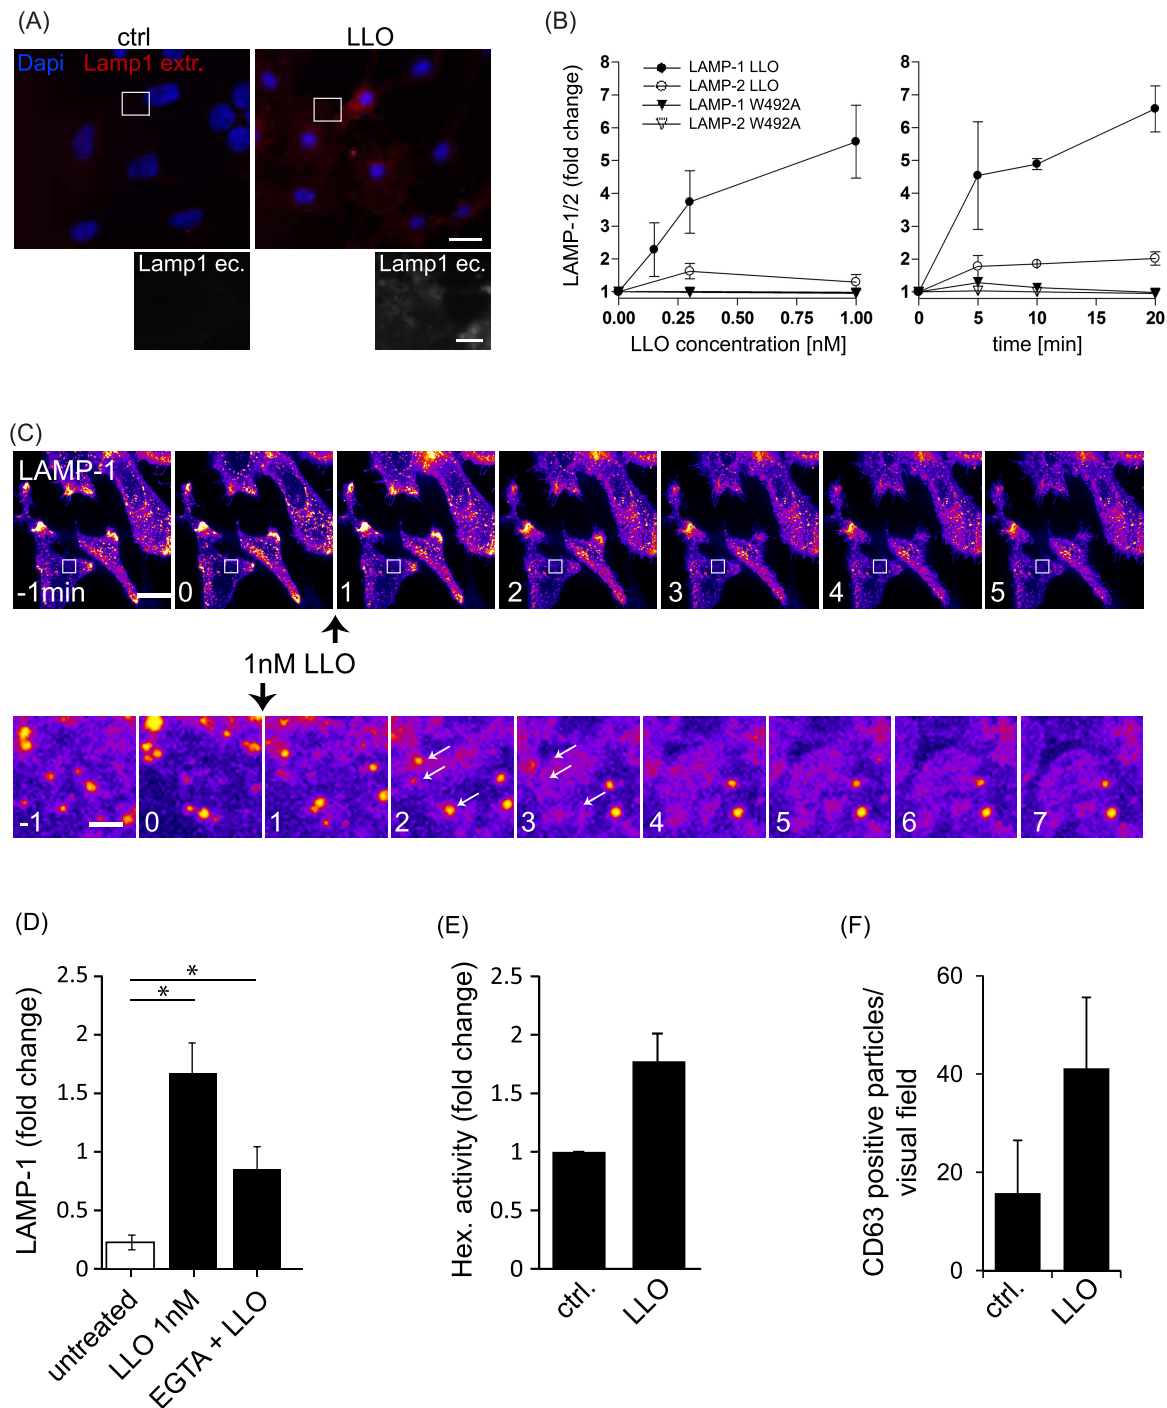 (A)
ctrl
LLO
Dapi Lamp1 extr.
Lamp1 ec.
Lamp1 ec.
(B)
LAMP-1/2 (fold change)
8
7
6
5
4
3
2
1
0.00 0.25 0.50 0.75 1.00
LLO concentration [nM]
LAMP-1 LLO
LAMP-2 LLO
LAMP-1 W492A
LAMP-2 W492A
8
7
6
5
4
3
2
1
0 5 10 15 20
time [min]
(C)
LAMP-1
-1min 0 1 2 3 4 5
1nM LLO
-1 0 1 2 3 4 5 6 7
(D)
LAMP-1 (fold change)
2.5
2
1.5
1
0.5
0
*
*
untreated
LLO 1nM
EGTA + LLO
(E)
Hex. activity (fold change)
2.5
2
1.5
1
0.5
0
ctrl.
LLO
(F)
CD63 positive particles/
visual field
60
40
20
0
ctrl.
LLO